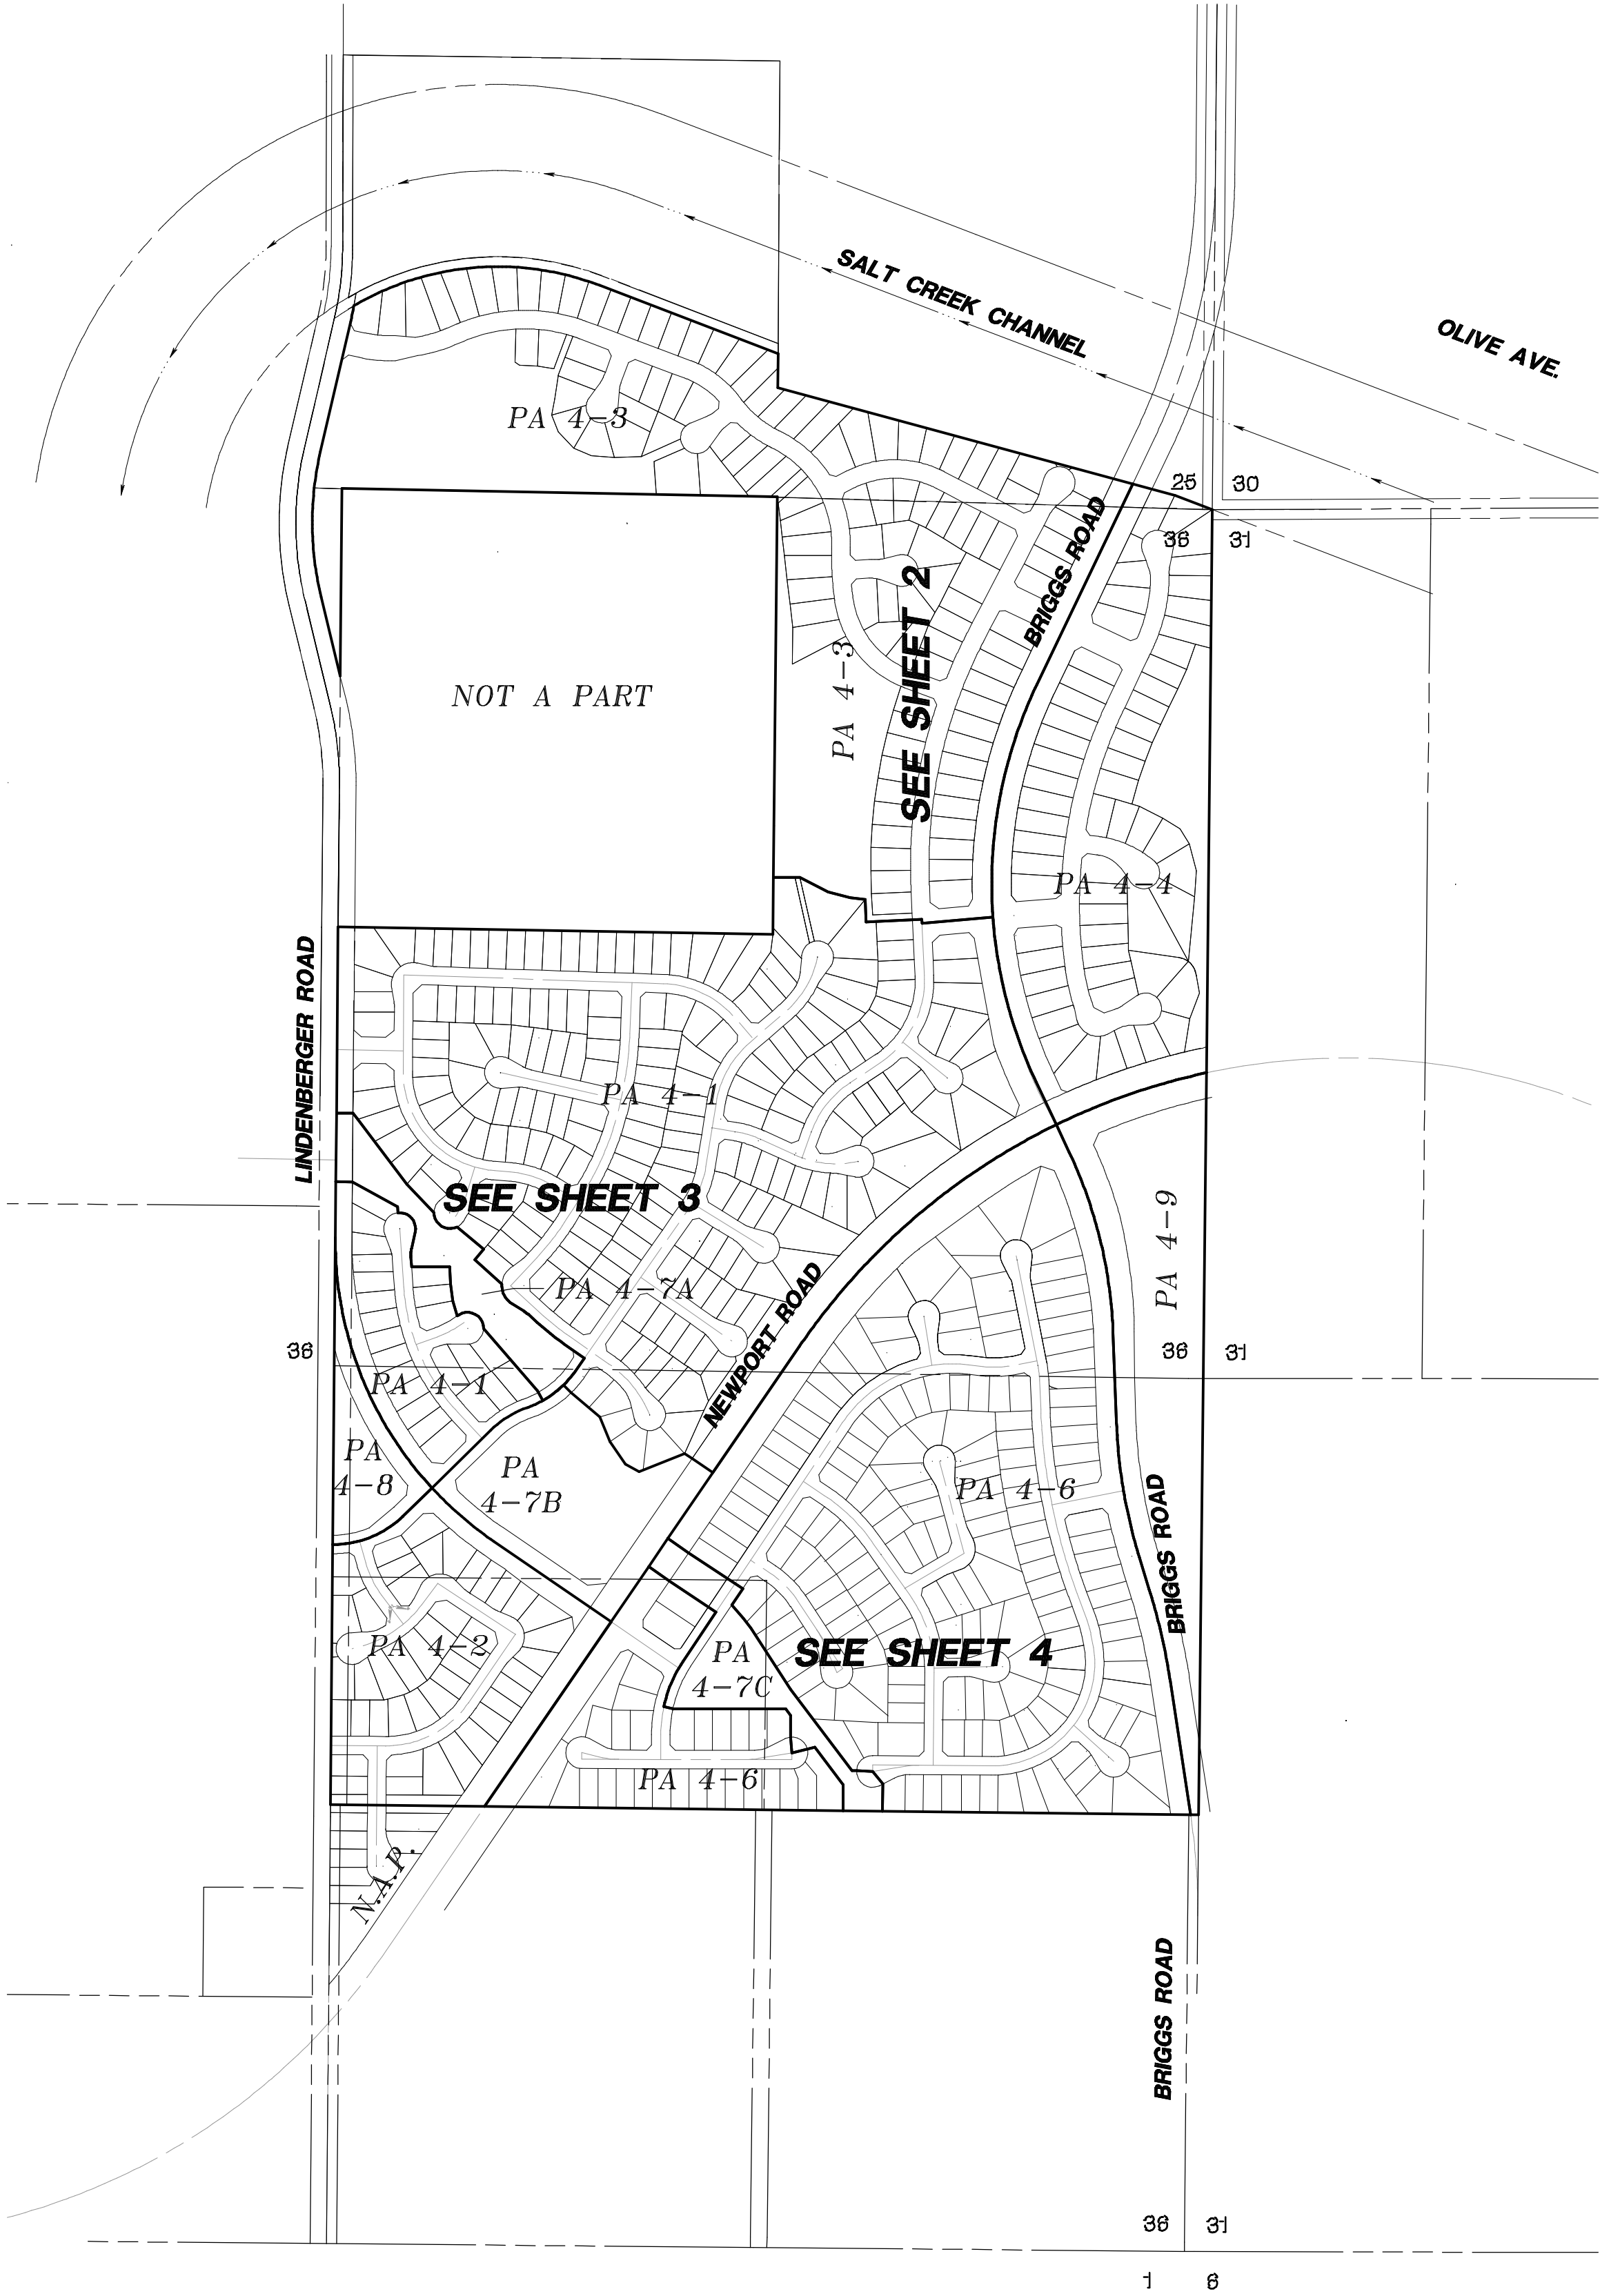 SALT CREEK CHANNEL
OLIVE AVE.
PA 4-3
25
30
BRIGGS ROAD
36
31
SEE SHEET 2
NOT A PART
PA 4-3
PA 4-4
LINDENBERGER ROAD
PA 4-1
SEE SHEET 3
PA 4-9
PA 4-7A
NEWPORT ROAD
36
36
31
PA 4-1
PA
4-8
PA
4-7B
PA 4-6
BRIGGS ROAD
PA 4-2
PA
4-7C
SEE SHEET 4
PA 4-6
N.A.P.
BRIGGS ROAD
36
31
1
6